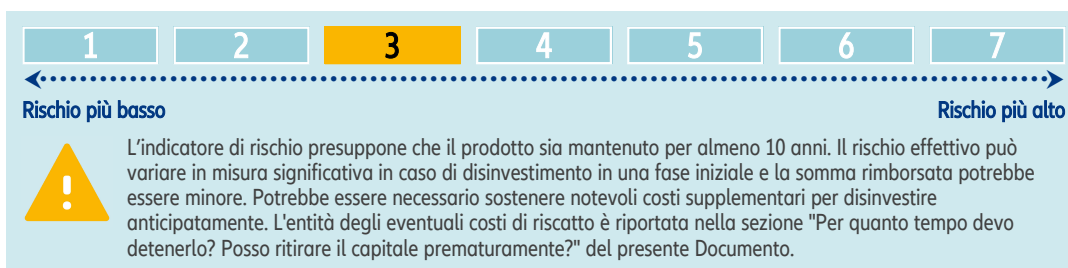 1 2 3 4 5 6 7
Rischio più basso Rischio più alto
L’indicatore di rischio presuppone che il prodotto sia mantenuto per almeno 10 anni. Il rischio effettivo può
variare in misura significativa in caso di disinvestimento in una fase iniziale e la somma rimborsata potrebbe
essere minore. Potrebbe essere necessario sostenere notevoli costi supplementari per disinvestire
anticipatamente. L'entità degli eventuali costi di riscatto è riportata nella sezione "Per quanto tempo devo
detenerlo? Posso ritirare il capitale prematuramente?" del presente Documento.